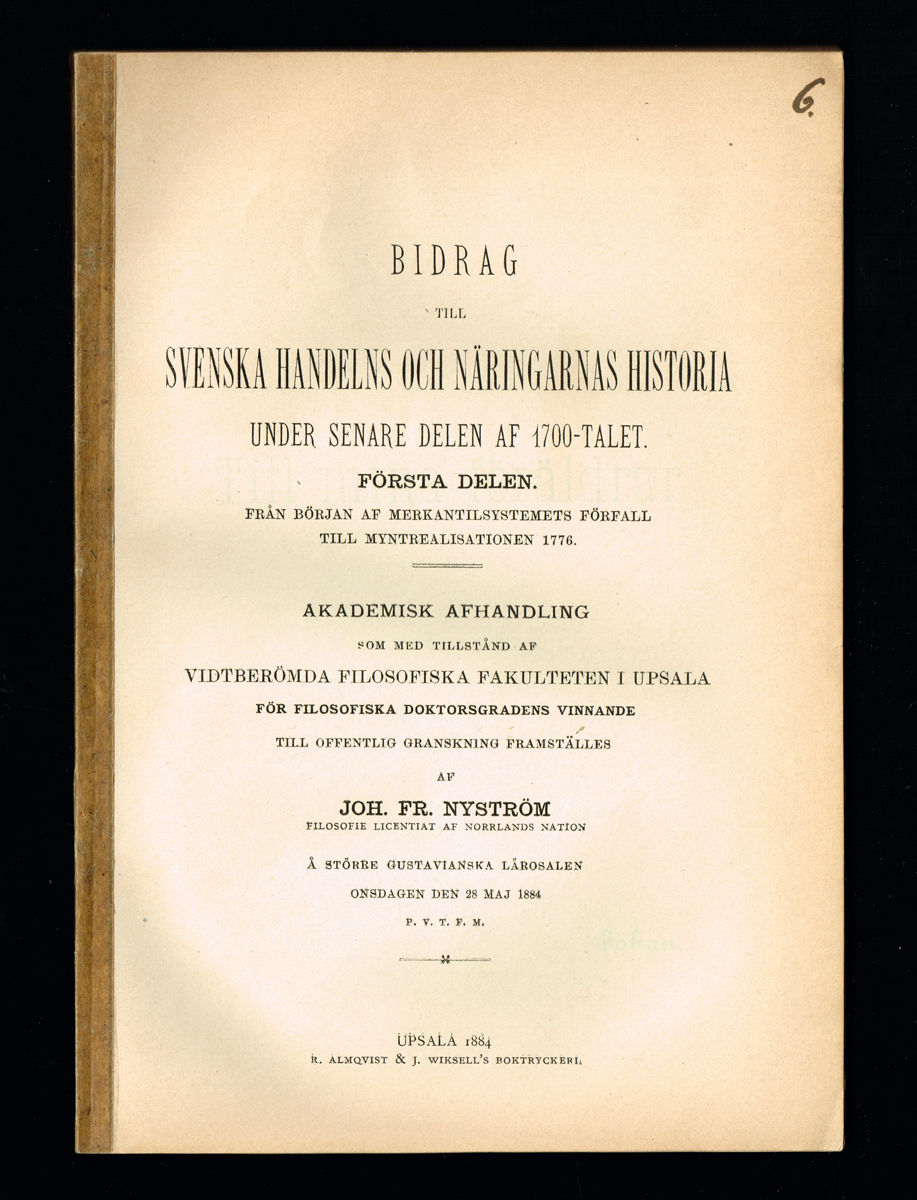 6.
BIDRAG
TILL
SVENSKA HANDELNS OCH NÄRINGARNAS HISTORIA
UNDER SENARE DELEN AF 1700-TALET.
FÖRSTA DELEN.
FRÅN BÖRJAN AF MERKANTILSYSTEMETS FÖRFALL
TILL MYNTREALISATIONEN 1776.
AKADEMISK AFHANDLING
SOM MED TILLSTÅND AF
VIDTBERÖMDA FILOSOFISKA FAKULTETEN I UPSALA
FÖR FILOSOFISKA DOKTORSGRADENS VINNANDE
TILL OFFENTLIG GRANSKNING FRAMSTÄLLES
AF
JOH. FR. NYSTRÖM
FILOSOFIE LICENTIAT AF NORRLANDS NATION
Å STÖRRE GUSTAVIANSKA LÄROSALEN
ONSDAGEN DEN 28 MAJ 1884
P. V. T. F. M.
UPSALA 1884
R. ALMQVIST & J. WIKSELL'S BOKTRYCKERI.